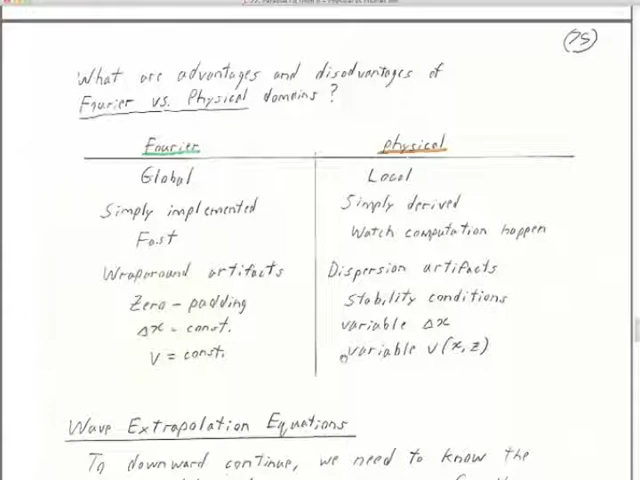 75
What are advantages and disadvantages of
Fourier vs. Physical domains?
Fourier physical
Global Local
Simply implemented Simply derived
Fast Watch computation happen
Wraparound artifacts Dispersion artifacts
Zero-padding Stability conditions
Δx = const. variable Δx
V = const. variable V(x,z)
Wave Extrapolation Equations
To downward continue, we need to know the